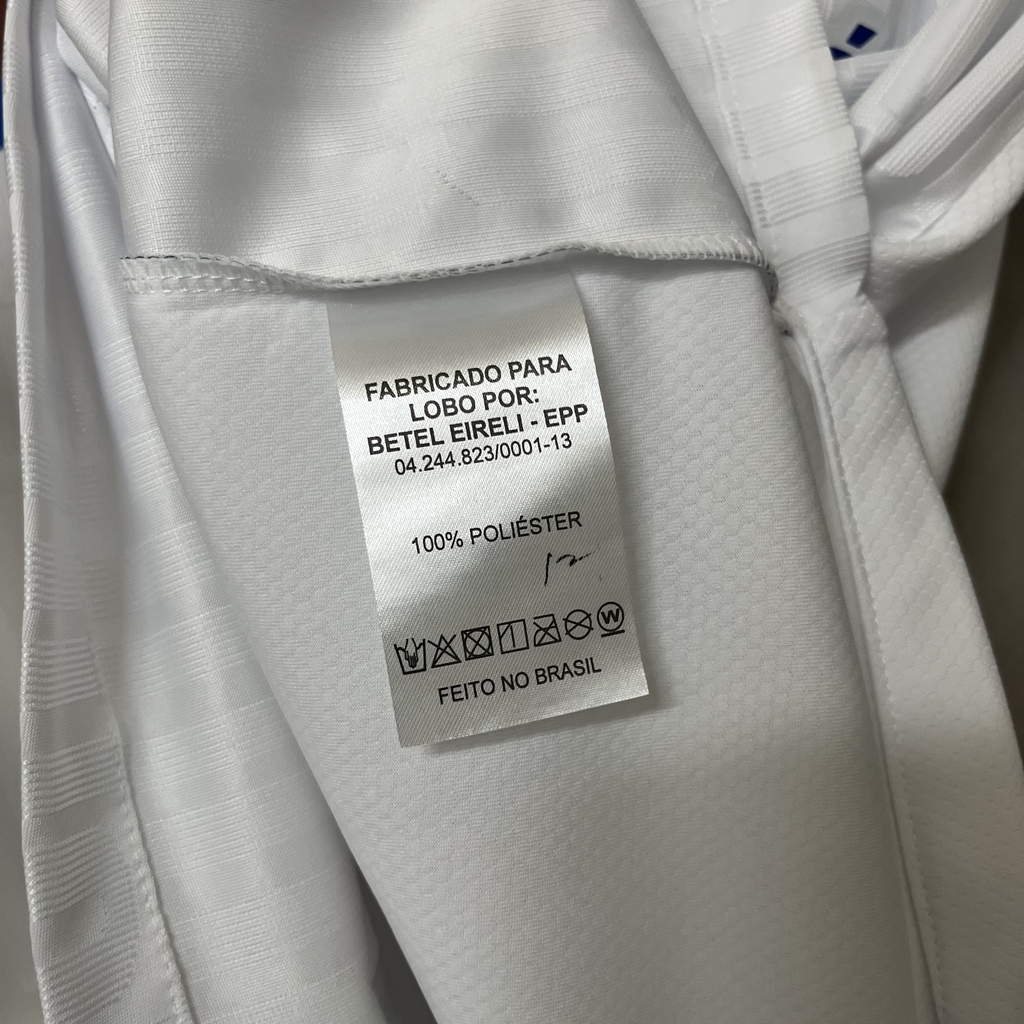 FABRICADO PARA
LOBO POR:
BETEL EIRELI - EPP
04.244.823/0001-13
100% POLIÉSTER
W
FEITO NO BRASIL